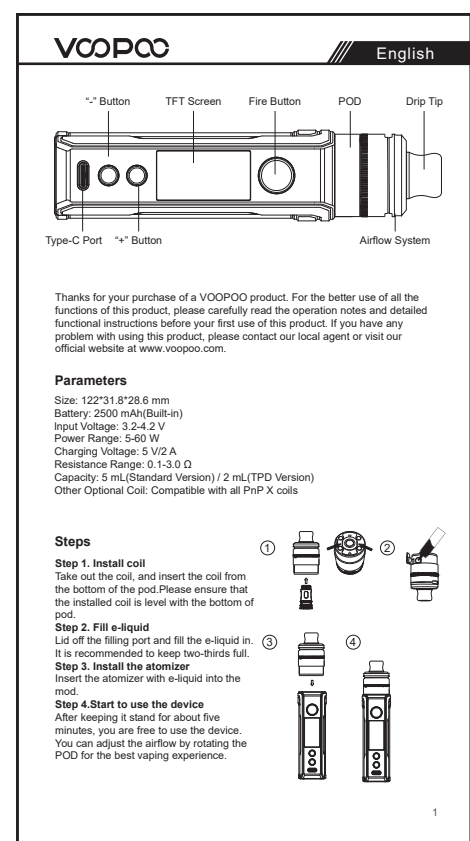 VOOPOO
English
"-" Button TFT Screen Fire Button POD Drip Tip
Type-C Port "+" Button Airflow System
Thanks for your purchase of a VOOPOO product. For the better use of all the
functions of this product, please carefully read the operation notes and detailed
functional instructions before your first use of this product. If you have any
problem with using this product, please contact our local agent or visit our
official website at www.voopoo.com.
Parameters
Size: 122*31.8*28.6 mm
Battery: 2500 mAh(Built-in)
Input Voltage: 3.2-4.2 V
Power Range: 5-60 W
Charging Voltage: 5 V/2 A
Resistance Range: 0.1-3.0 Ω
Capacity: 5 mL(Standard Version) / 2 mL(TPD Version)
Other Optional Coil: Compatible with all PnP X coils
Steps
Step 1. Install coil
Take out the coil, and insert the coil from
the bottom of the pod.Please ensure that
the installed coil is level with the bottom of
pod.
Step 2. Fill e-liquid
Lid off the filling port and fill the e-liquid in.
It is recommended to keep two-thirds full.
Step 3. Install the atomizer
Insert the atomizer with e-liquid into the
mod.
Step 4.Start to use the device
After keeping it stand for about five
minutes, you are free to use the device.
You can adjust the airflow by rotating the
POD for the best vaping experience.
① ②
③ ④
1